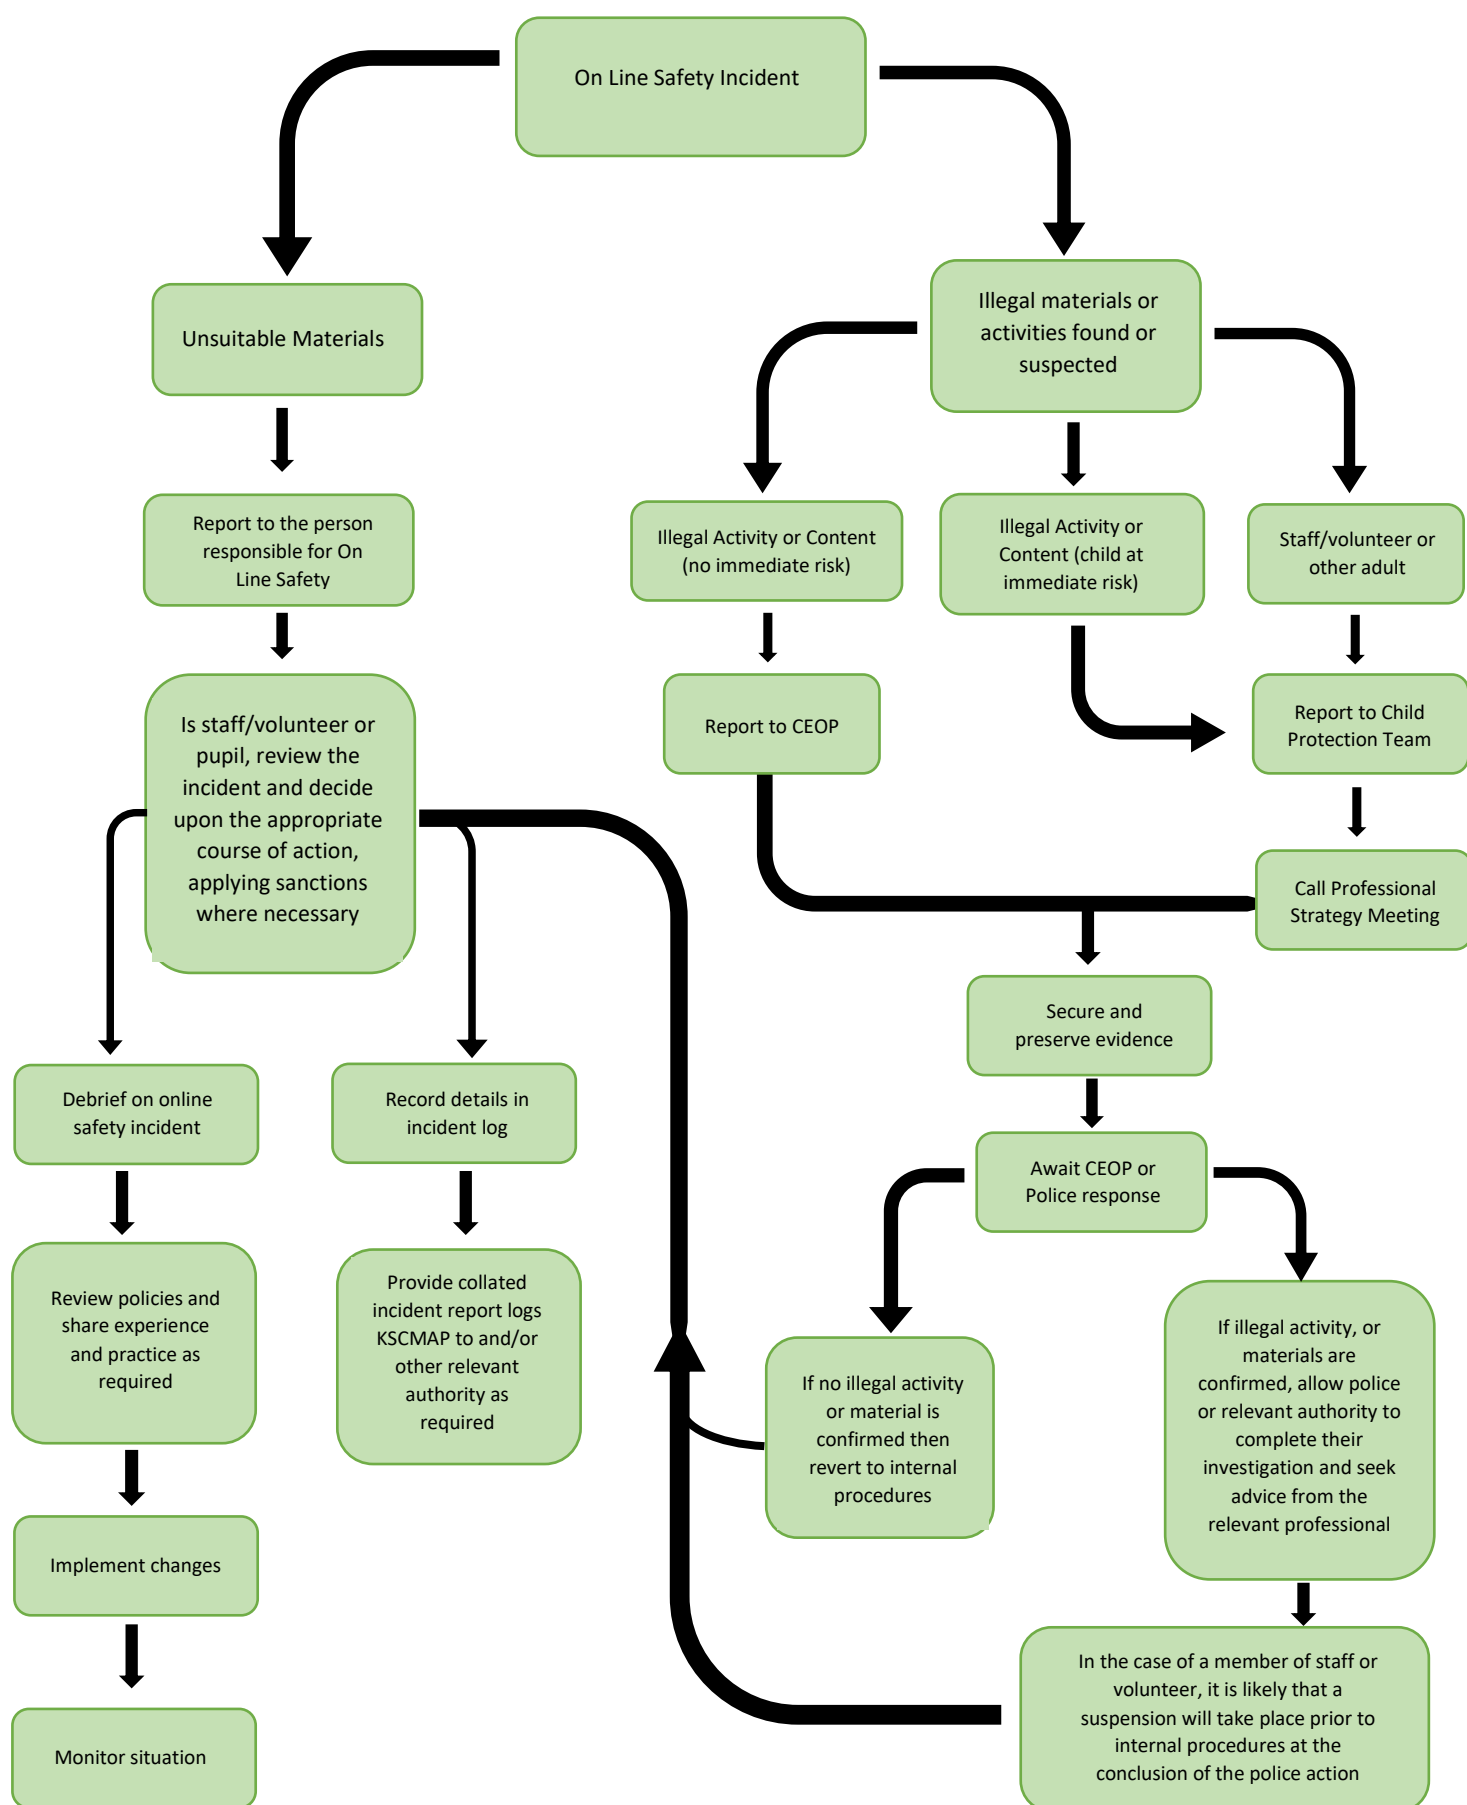 On Line Safety Incident
Unsuitable Materials
Illegal materials or
activities found or
suspected
Report to the person
responsible for On
Line Safety
Illegal Activity or Content
(no immediate risk)
Illegal Activity or
Content (child at
immediate risk)
Staff/volunteer or
other adult
Is staff/volunteer or
pupil, review the
incident and decide
upon the appropriate
course of action,
applying sanctions
where necessary
Report to CEOP
Report to Child
Protection Team
Call Professional
Strategy Meeting
Secure and
preserve evidence
Debrief on online
safety incident
Record details in
incident log
Await CEOP or
Police response
Review policies and
share experience
and practice as
required
Provide collated
incident report logs
KSCMAP to and/or
other relevant
authority as
required
If no illegal activity
or material is
confirmed then
revert to internal
procedures
If illegal activity, or
materials are
confirmed, allow police
or relevant authority to
complete their
investigation and seek
advice from the
relevant professional
Implement changes
Monitor situation
In the case of a member of staff or
volunteer, it is likely that a
suspension will take place prior to
internal procedures at the
conclusion of the police action